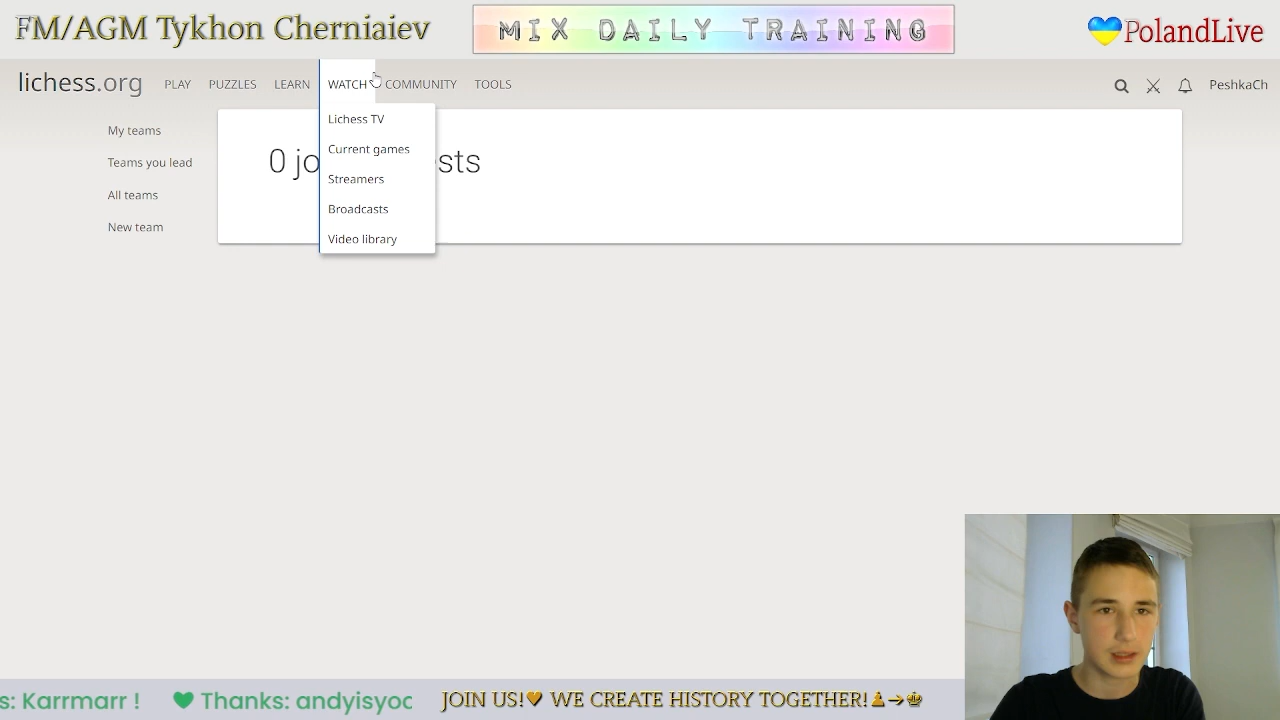 FM/AGM Tykhon Cherniaiev
MIX DAILY TRAINING
PolandLive
lichess.org PLAY PUZZLES LEARN WATCH COMMUNITY TOOLS
PeshkaCh
My teams
Teams you lead
All teams
New team
0 jo
sts
Lichess TV
Current games
Streamers
Broadcasts
Video library
s: Karrmarr ! 💚 Thanks: andyisyoc
JOIN US!🧡 WE CREATE HISTORY TOGETHER!♟→♚